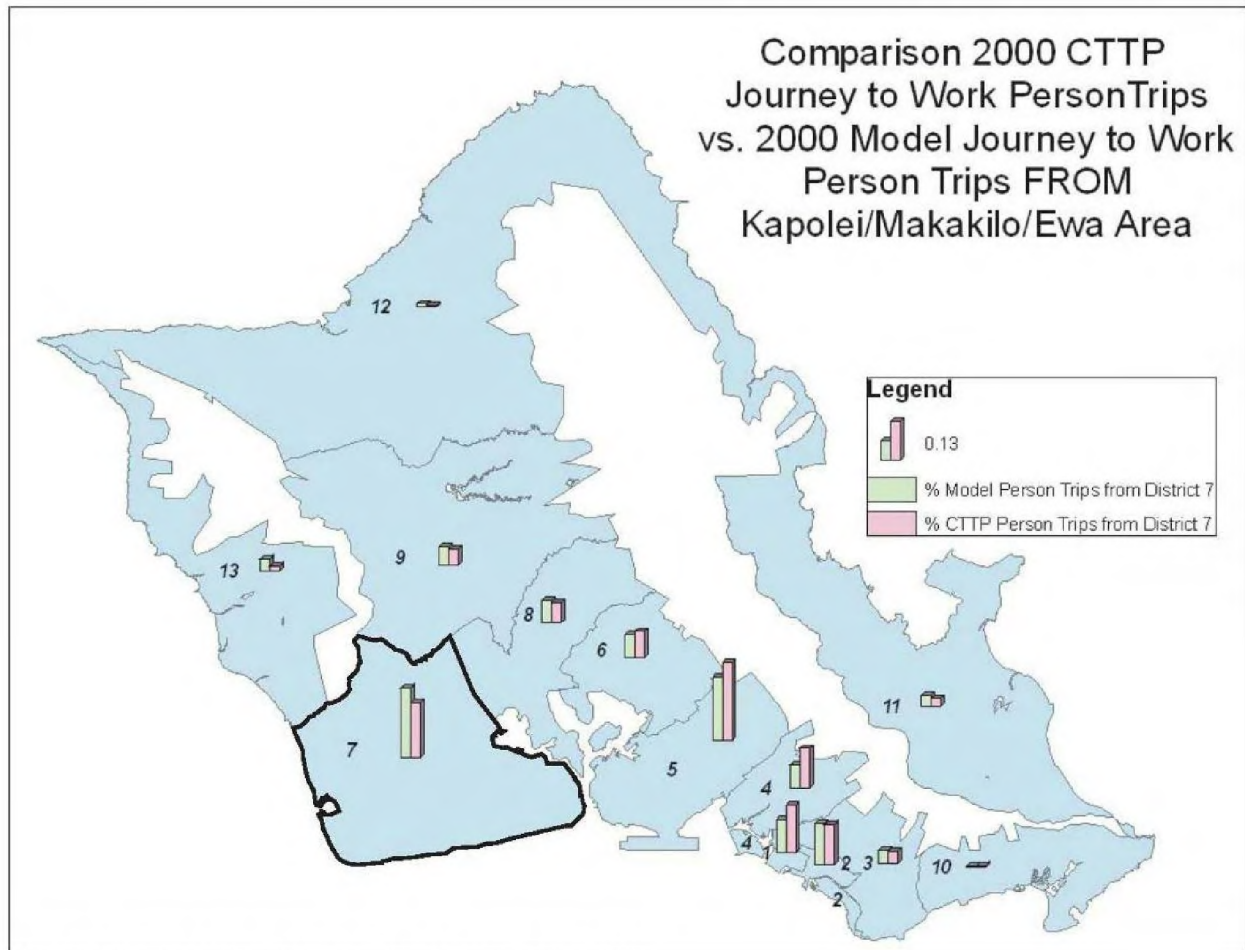 Comparison 2000 CTTP
Journey to Work PersonTrips
vs. 2000 Model Journey to Work
Person Trips FROM
Kapolei/Makakilo/Ewa Area
12
Legend
0.13
% Model Person Trips from District 7
% CTTP Person Trips from District 7
13
9
8
6
11
7
5
4
4
1
2
3
10
2